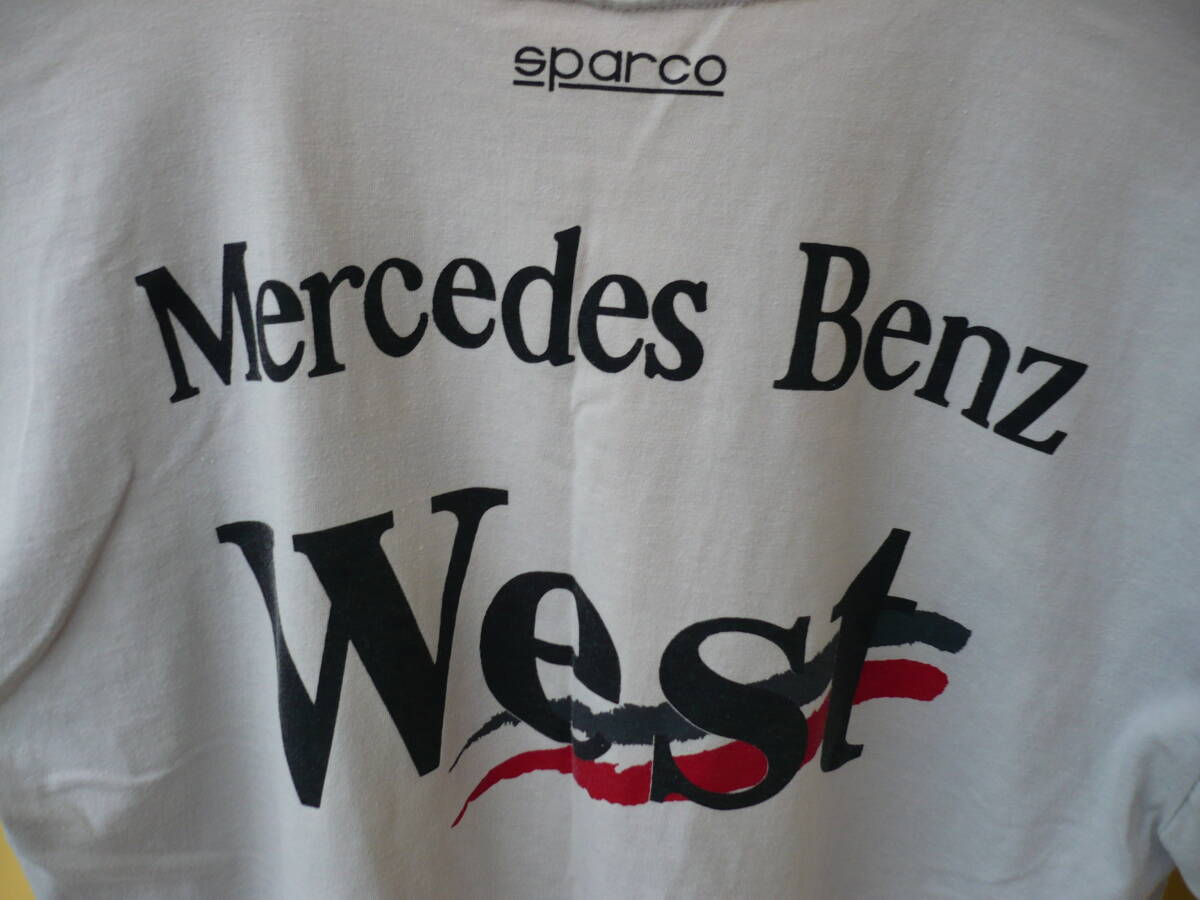 sparco
Mercedes Benz
West